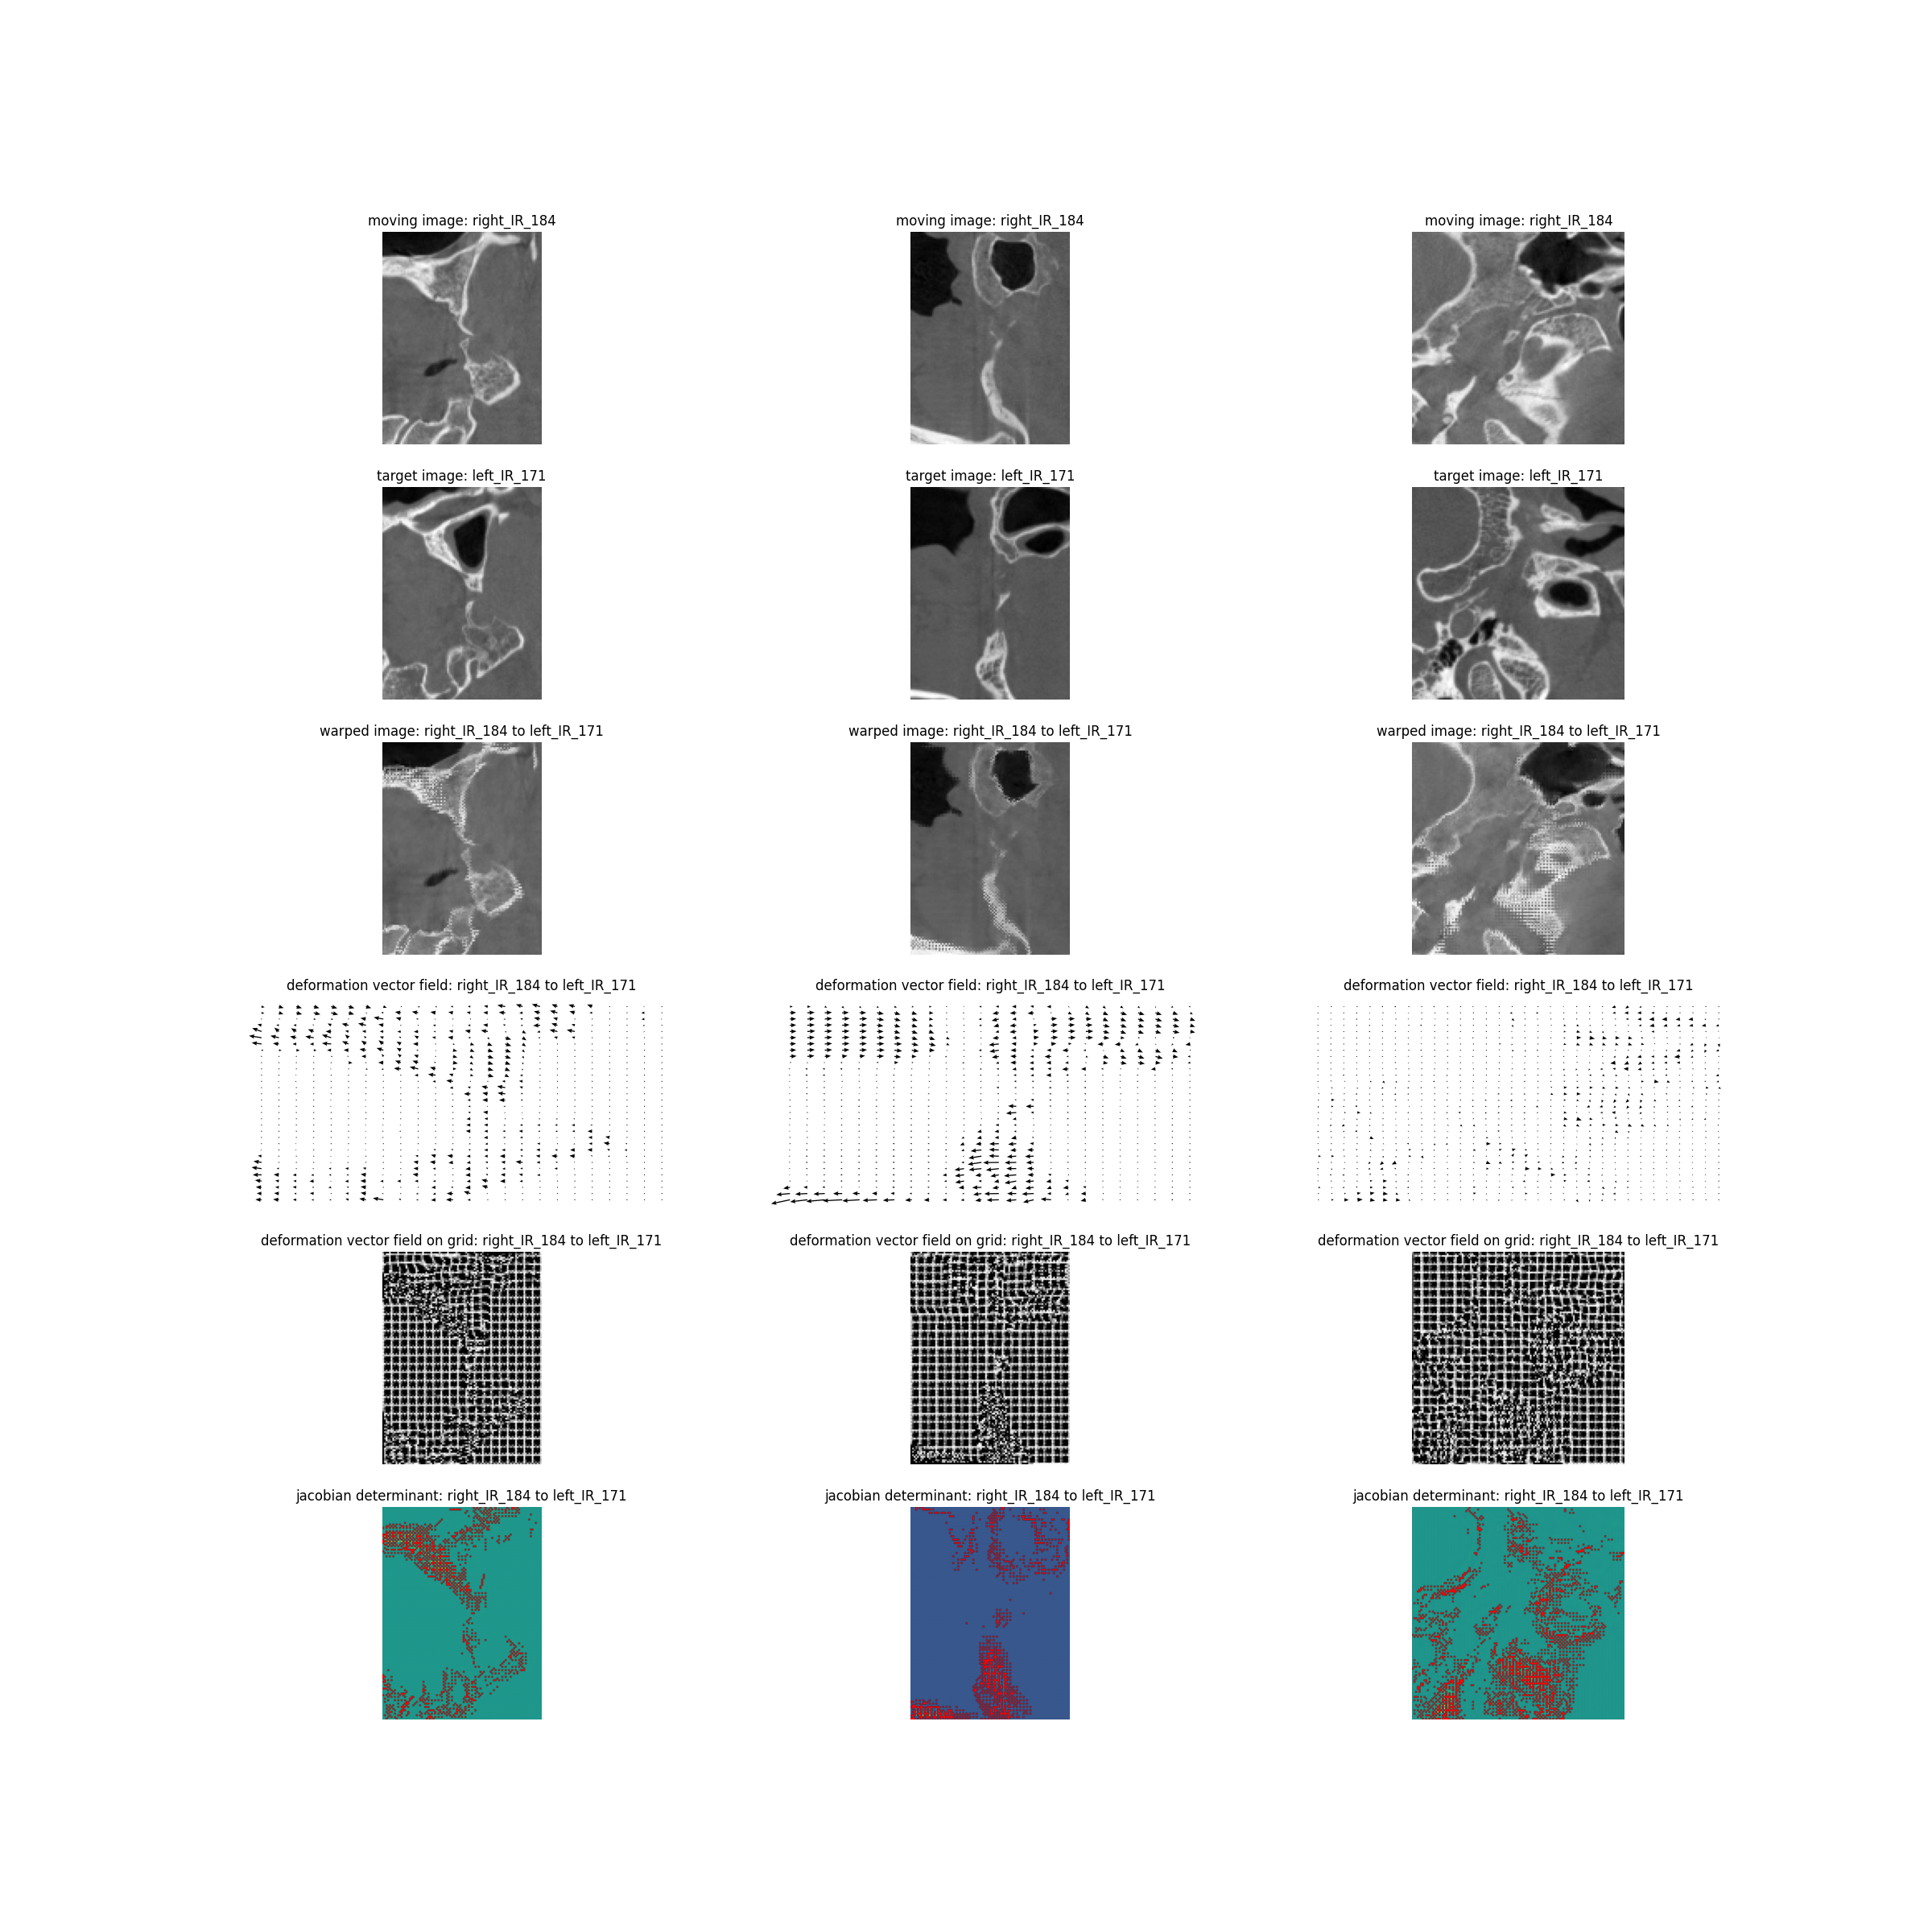 moving image: right_IR_184
moving image: right_IR_184
moving image: right_IR_184
target image: left_IR_171
target image: left_IR_171
target image: left_IR_171
warped image: right_IR_184 to left_IR_171
warped image: right_IR_184 to left_IR_171
warped image: right_IR_184 to left_IR_171
deformation vector field: right_IR_184 to left_IR_171
deformation vector field: right_IR_184 to left_IR_171
deformation vector field: right_IR_184 to left_IR_171
deformation vector field on grid: right_IR_184 to left_IR_171
deformation vector field on grid: right_IR_184 to left_IR_171
deformation vector field on grid: right_IR_184 to left_IR_171
jacobian determinant: right_IR_184 to left_IR_171
jacobian determinant: right_IR_184 to left_IR_171
jacobian determinant: right_IR_184 to left_IR_171